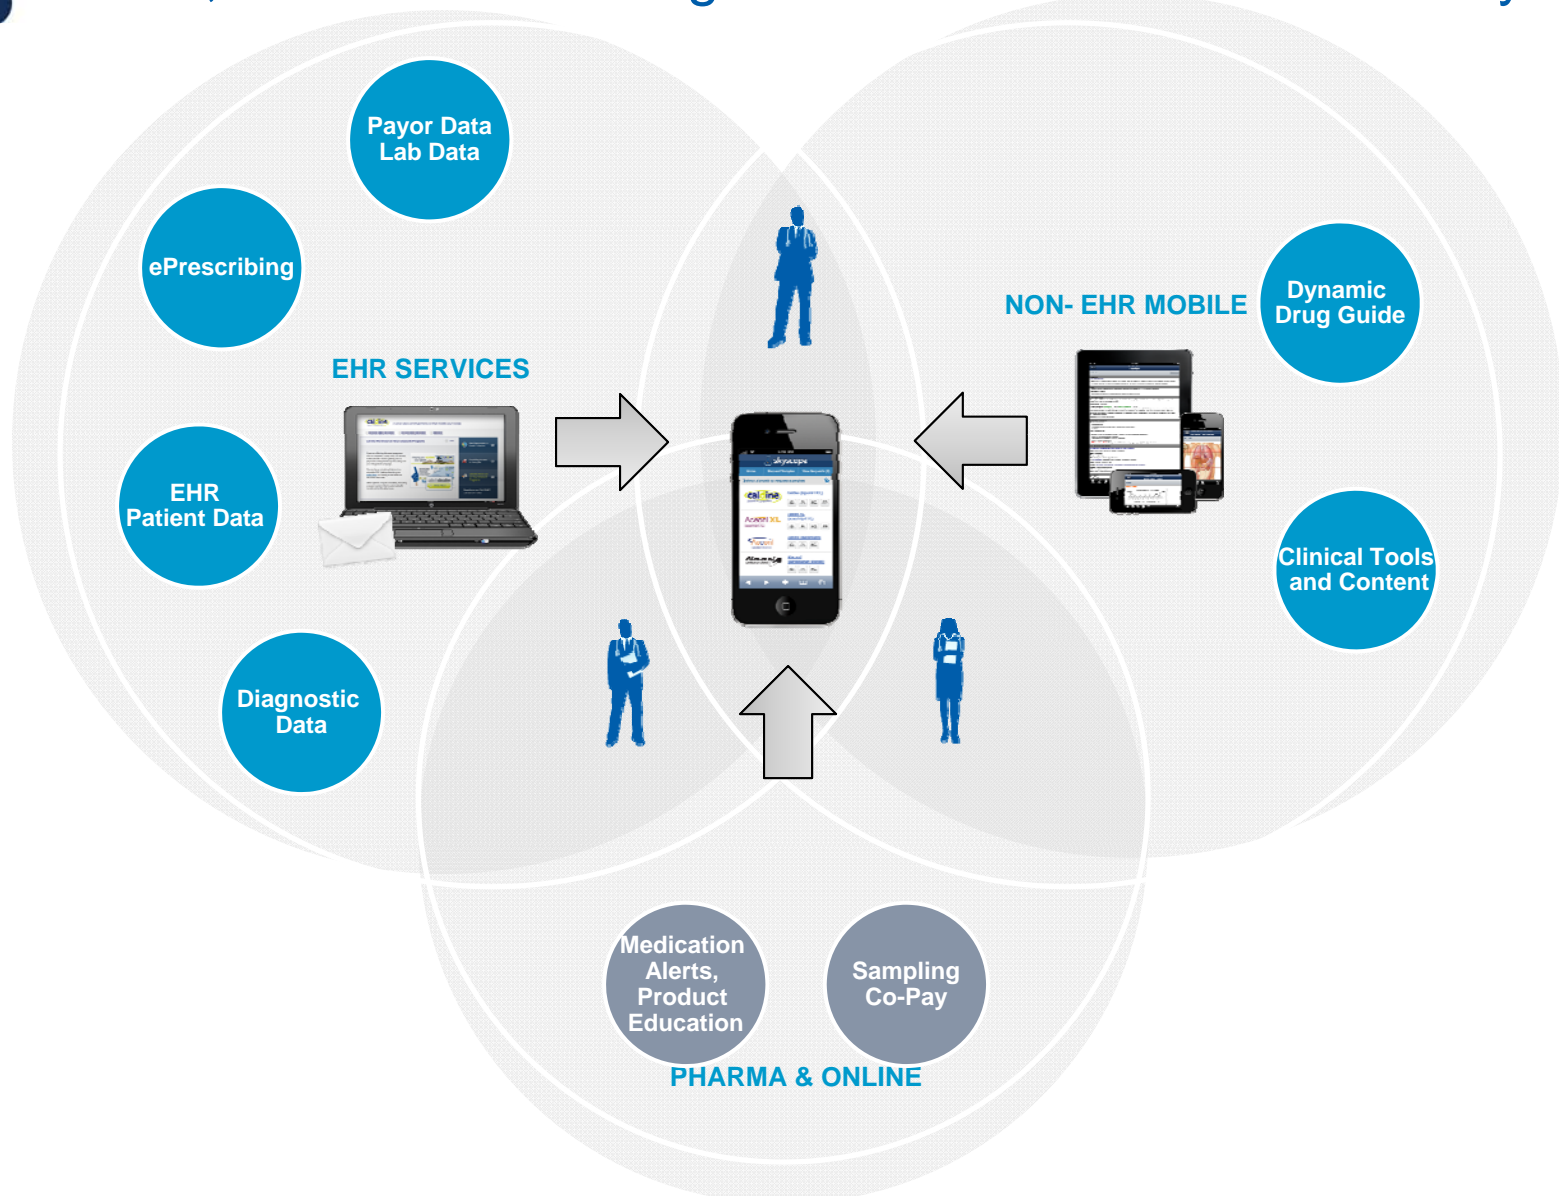 Payor Data
Lab Data
ePrescribing
Dynamic
Drug Guide
NON- EHR MOBILE
EHR SERVICES
skyscape
EHR
Patient Data
Clinical Tools
and Content
Diagnostic
Data
Medication
Alerts,
Product
Education
Sampling
Co-Pay
PHARMA & ONLINE